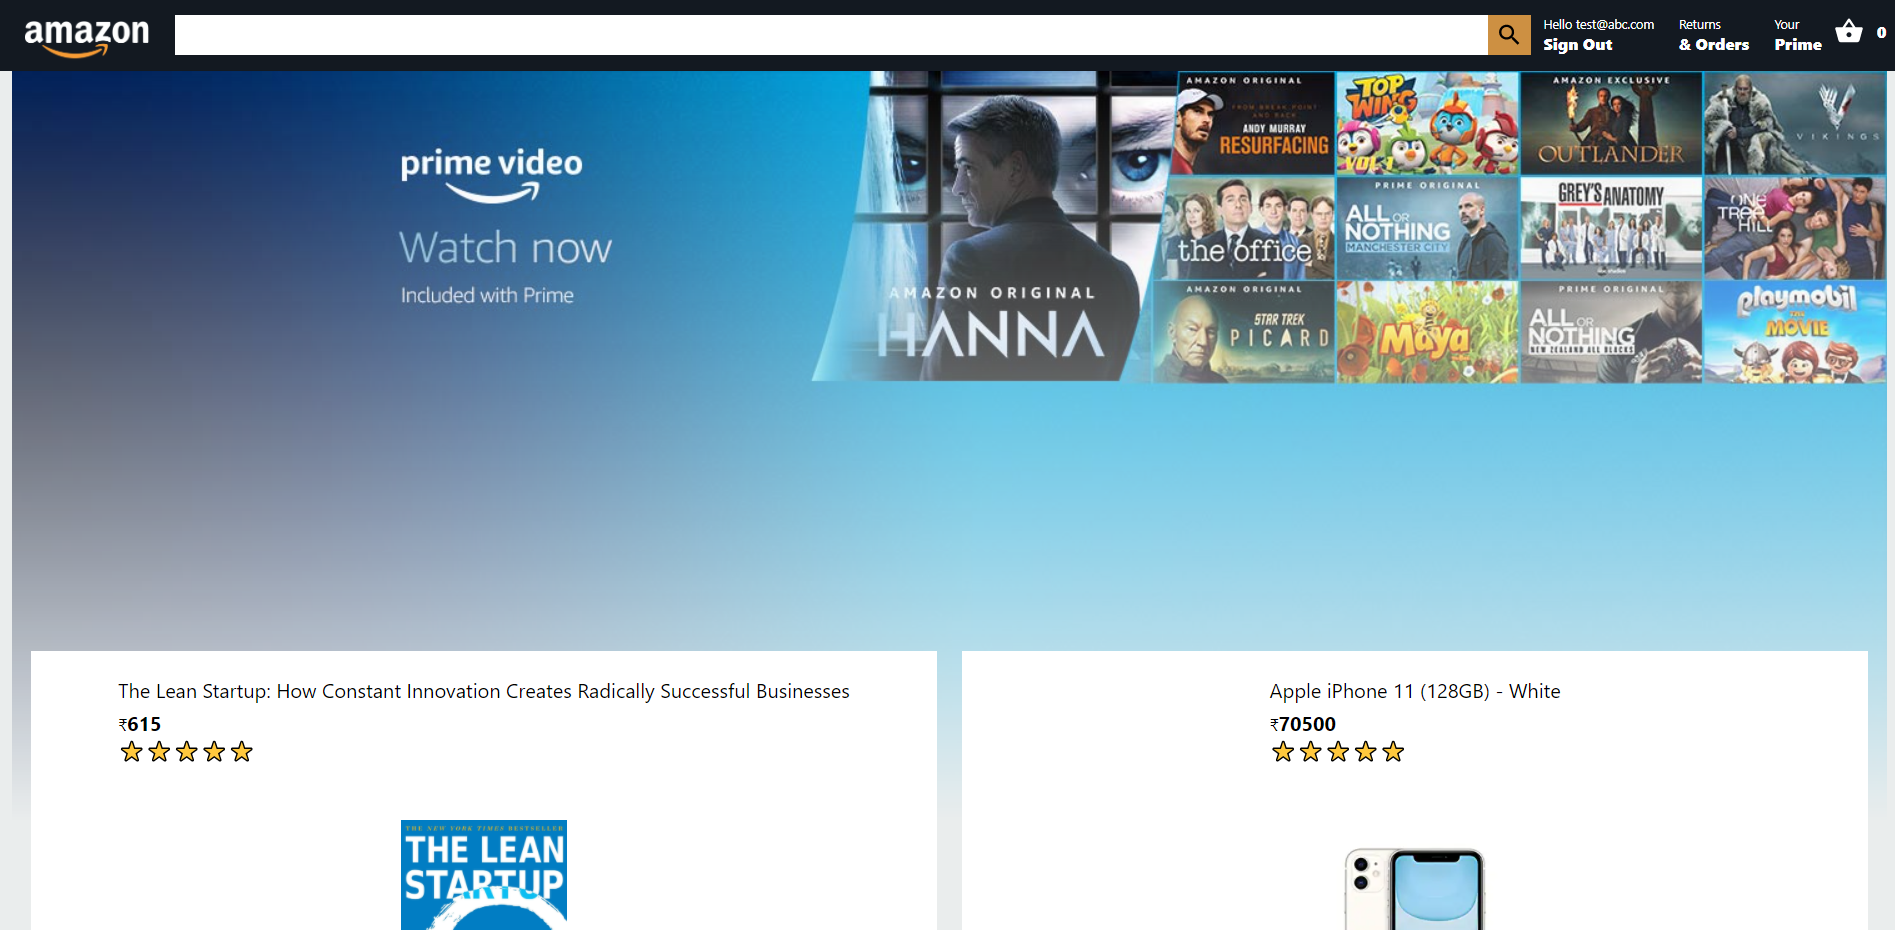 amazon
Hello test@abc.com
Sign Out
Returns
& Orders
Your
Prime
0
prime video
Watch now
Included with Prime
AMAZON ORIGINAL
HANNA
AMAZON ORIGINAL
FROM BREAK POINT
AND BACK
ANDY MURRAY
RESURFACING
TOP
WING
VOL.1
AMAZON EXCLUSIVE
OUTLANDER
VIKINGS
the office
PRIME ORIGINAL
ALL OR
NOTHING
MANCHESTER CITY
GREY'S ANATOMY
ONE
TREE
HILL
AMAZON ORIGINAL
STAR TREK
PICARD
Maya
PRIME ORIGINAL
ALL OR
NOTHING
NEW ZEALAND ALL BLACKS
playmobil
THE
MOVIE
The Lean Startup: How Constant Innovation Creates Radically Successful Businesses
₹615
THE NEW YORK TIMES BESTSELLER
THE LEAN
STARTUP
Apple iPhone 11 (128GB) - White
₹70500